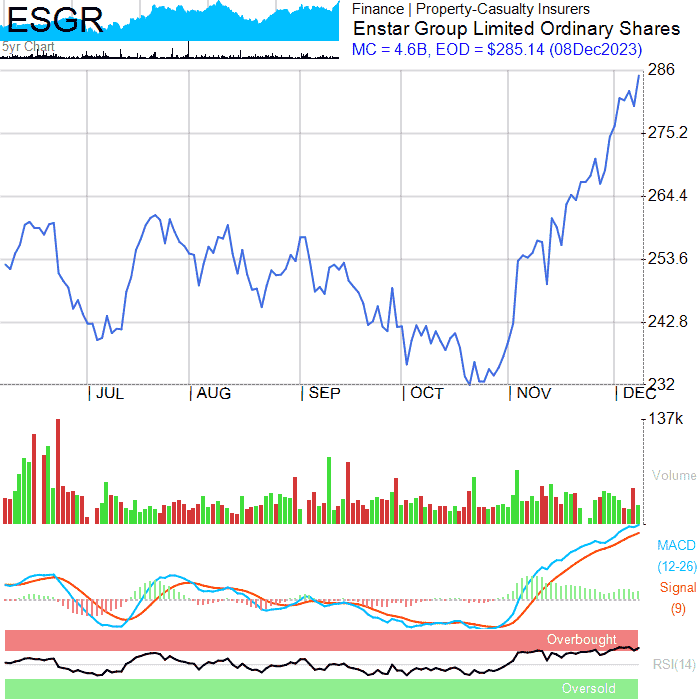 ESGR
5yr Chart
Finance | Property-Casualty Insurers
Enstar Group Limited Ordinary Shares
MC = 4.6B, EOD = $285.14 (08Dec2023)
286
275.2
264.4
253.6
242.8
232
| JUL | AUG | SEP | OCT | NOV | DEC
137k
Volume
MACD
(12-26)
Signal
(9)
Overbought
RSI(14)
Oversold